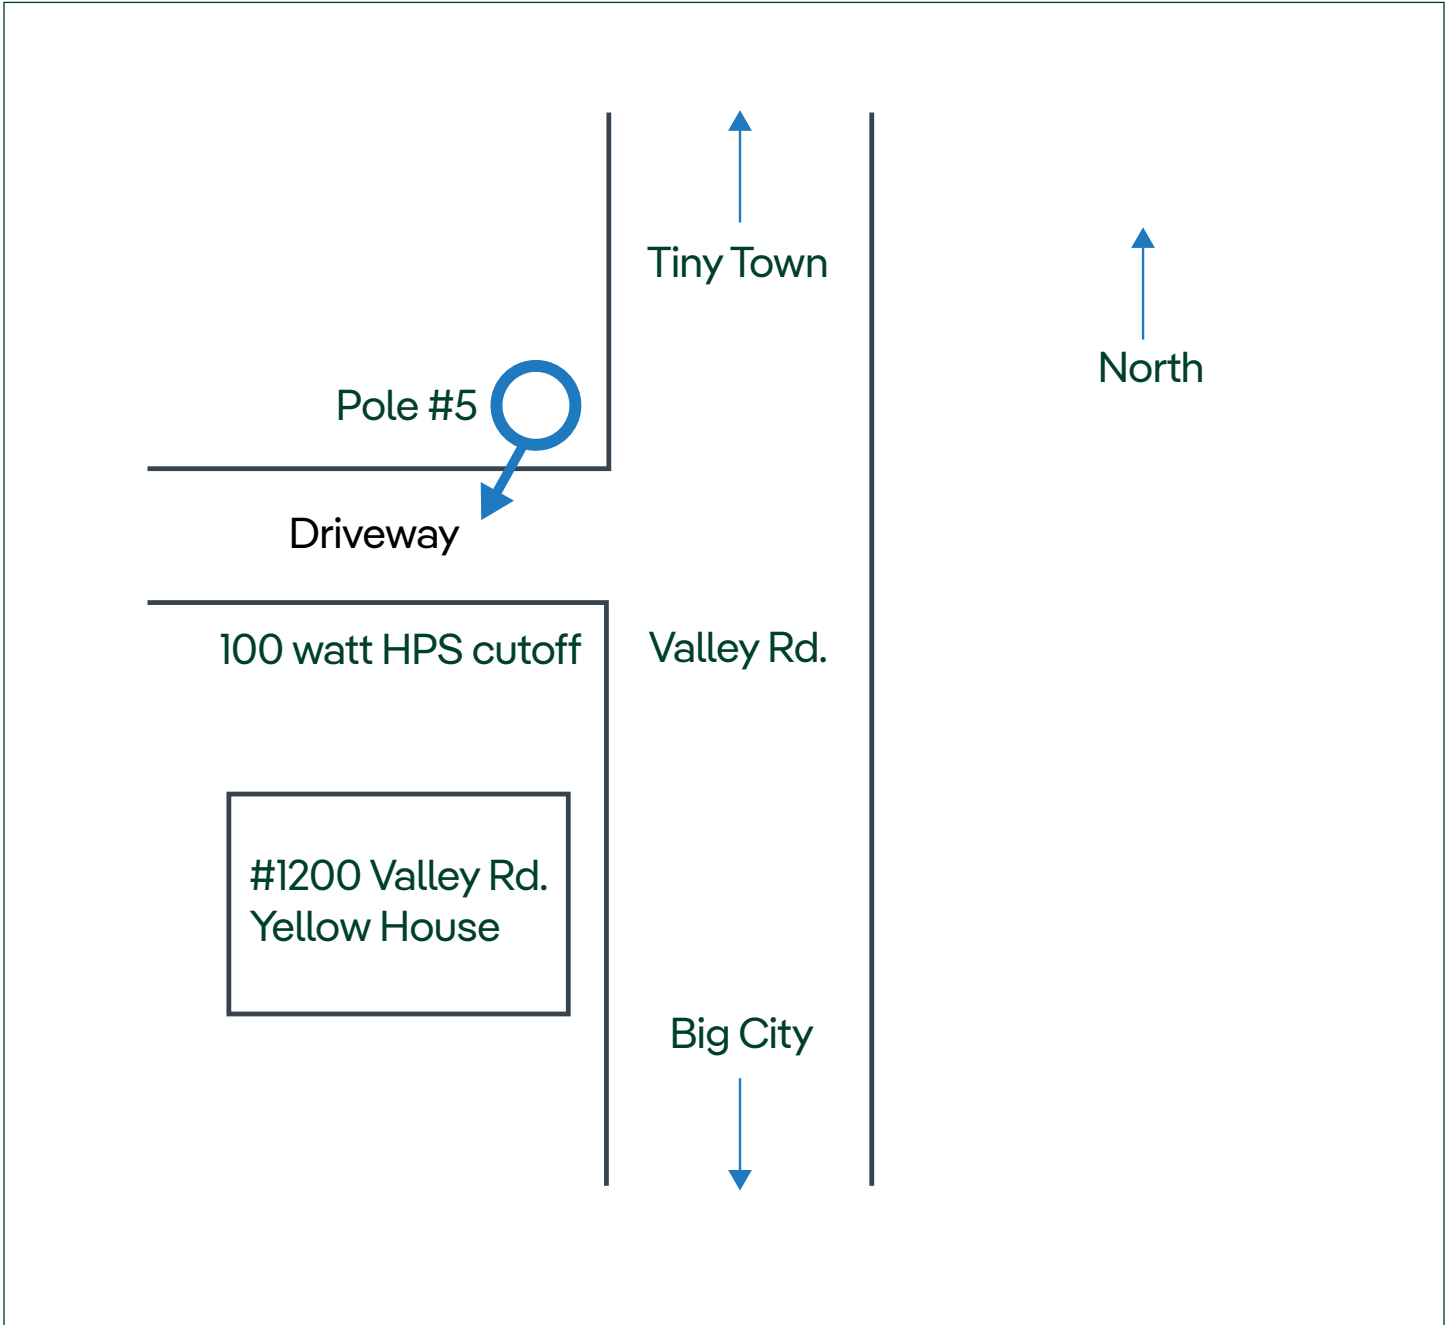 Tiny Town
North
Pole #5
Driveway
100 watt HPS cutoff
Valley Rd.
#1200 Valley Rd.
Yellow House
Big City